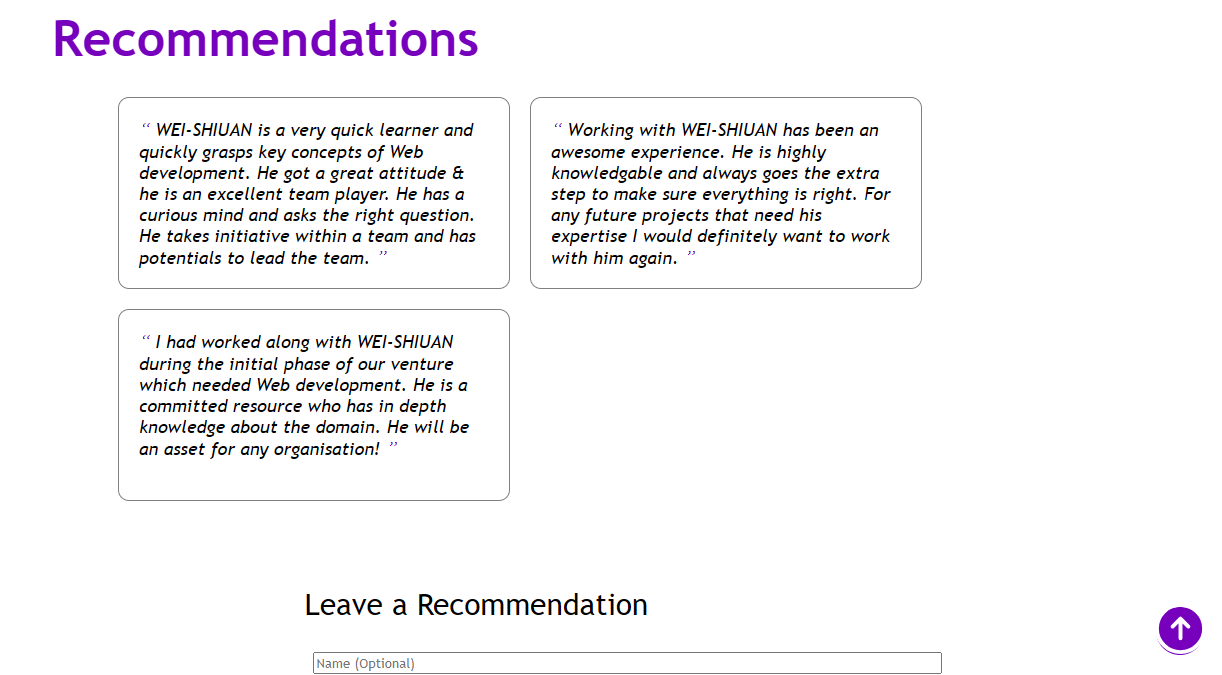 Recommendations
“ WEI-SHIUAN is a very quick learner and
quickly grasps key concepts of Web
development. He got a great attitude &
he is an excellent team player. He has a
curious mind and asks the right question.
He takes initiative within a team and has
potentials to lead the team. ”
“ Working with WEI-SHIUAN has been an
awesome experience. He is highly
knowledgable and always goes the extra
step to make sure everything is right. For
any future projects that need his
expertise I would definitely want to work
with him again. ”
“ I had worked along with WEI-SHIUAN
during the initial phase of our venture
which needed Web development. He is a
committed resource who has in depth
knowledge about the domain. He will be
an asset for any organisation! ”
Leave a Recommendation
Name (Optional)